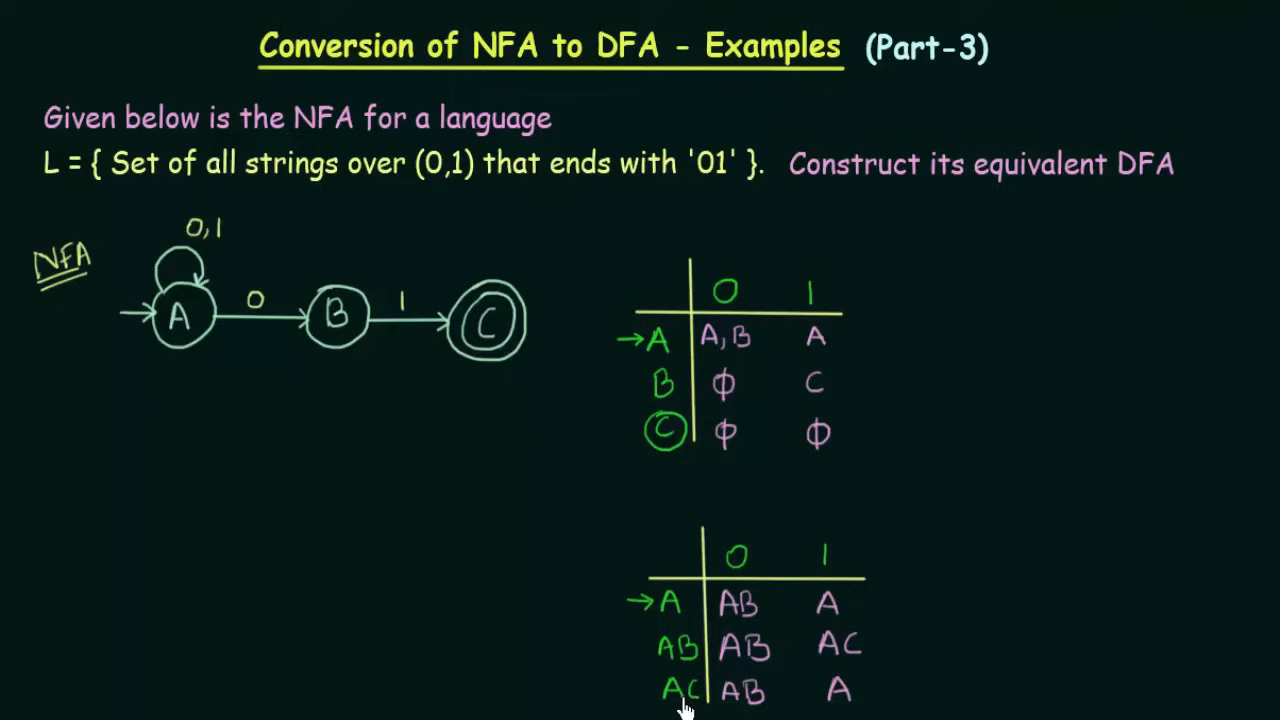 Conversion of NFA to DFA - Examples (Part-3)
Given below is the NFA for a language
L = { Set of all strings over (0,1) that ends with '01' }. Construct its equivalent DFA
NFA
0,1
A 0 B 1 C
0 1
→A A,B A
B ϕ C
C ϕ ϕ
0 1
→A AB A
AB AB AC
AC AB A